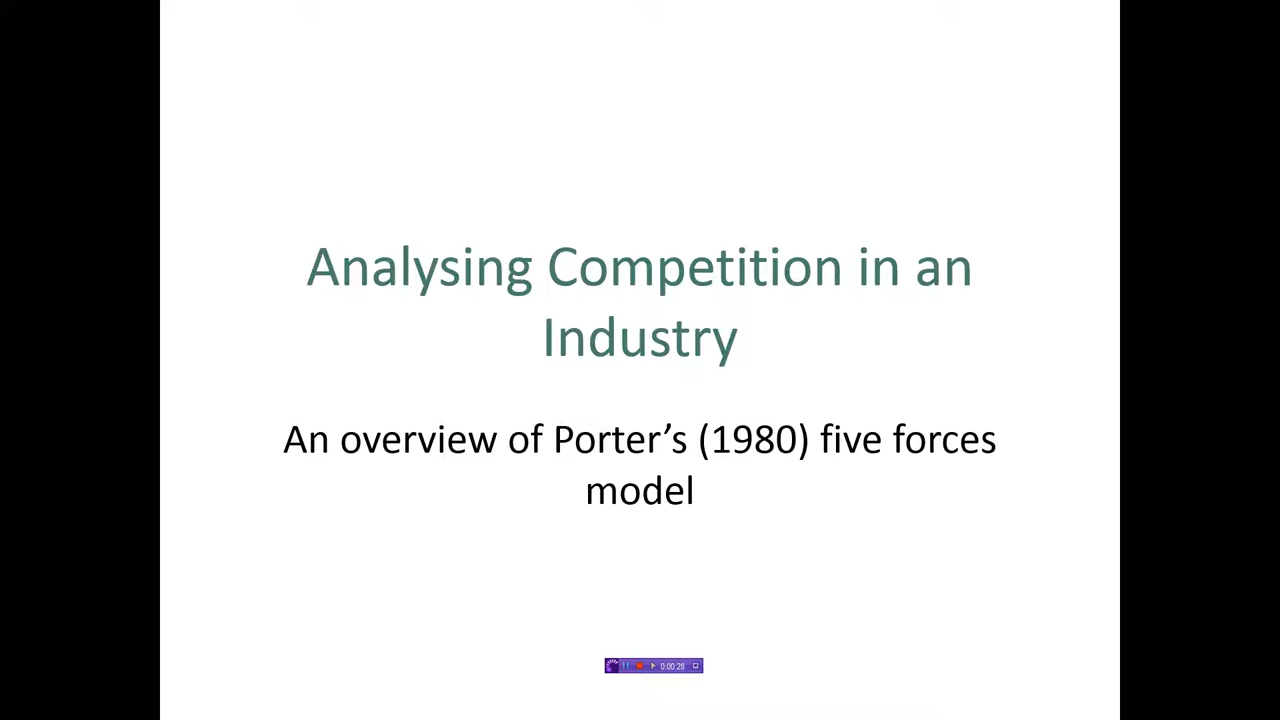 Analysing Competition in an
Industry
An overview of Porter’s (1980) five forces
model
0:00:28